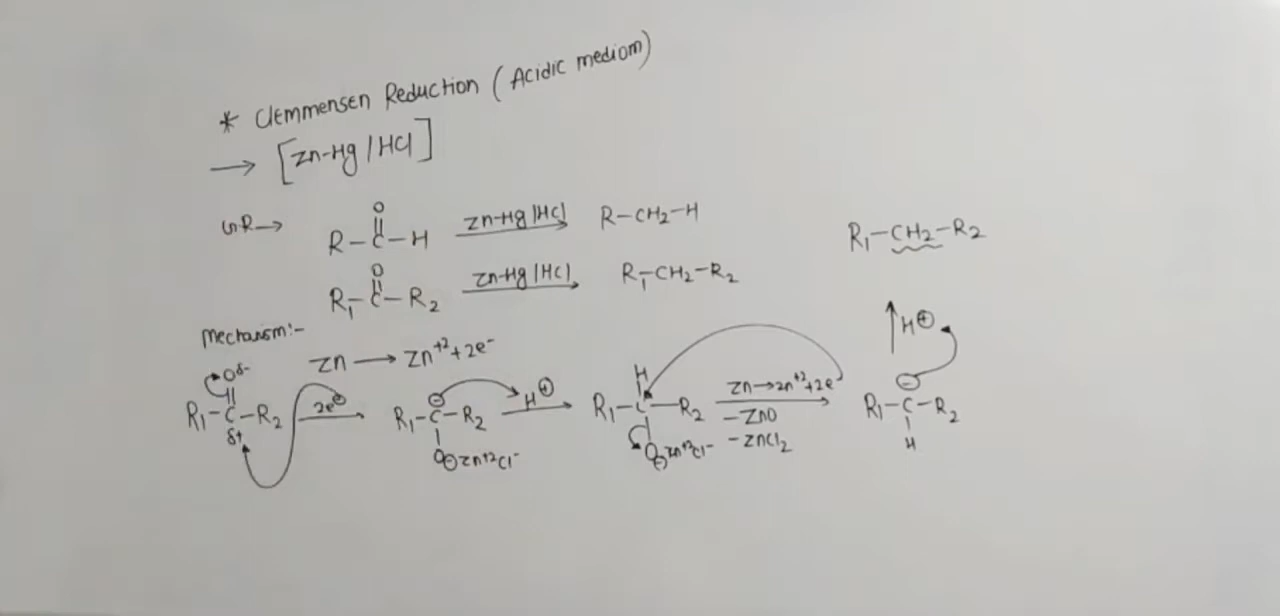 * Clemmensen Reduction (Acidic mediom)
→ [Zn-Hg / HCl]
GR→ R-C(=O)-H Zn-Hg/HCl → R-CH₂-H
R₁-C(=O)-R₂ Zn-Hg/HCl → R₁-CH₂-R₂
R₁-CH₂-R₂
Mechanism:-
Zn → Zn⁺²+2e⁻
H⊕
R₁-C-R₂ Oδ- δ+ 2e⊖ →
R₁-C⊖-R₂ O⊖Zn⁺²Cl⁻ → H⊕
R₁-C-R₂ H O⊖Zn⁺²Cl⁻
Zn→Zn⁺²+2e⁻
-ZnO
-ZnCl₂
R₁-C⊖-R₂ H